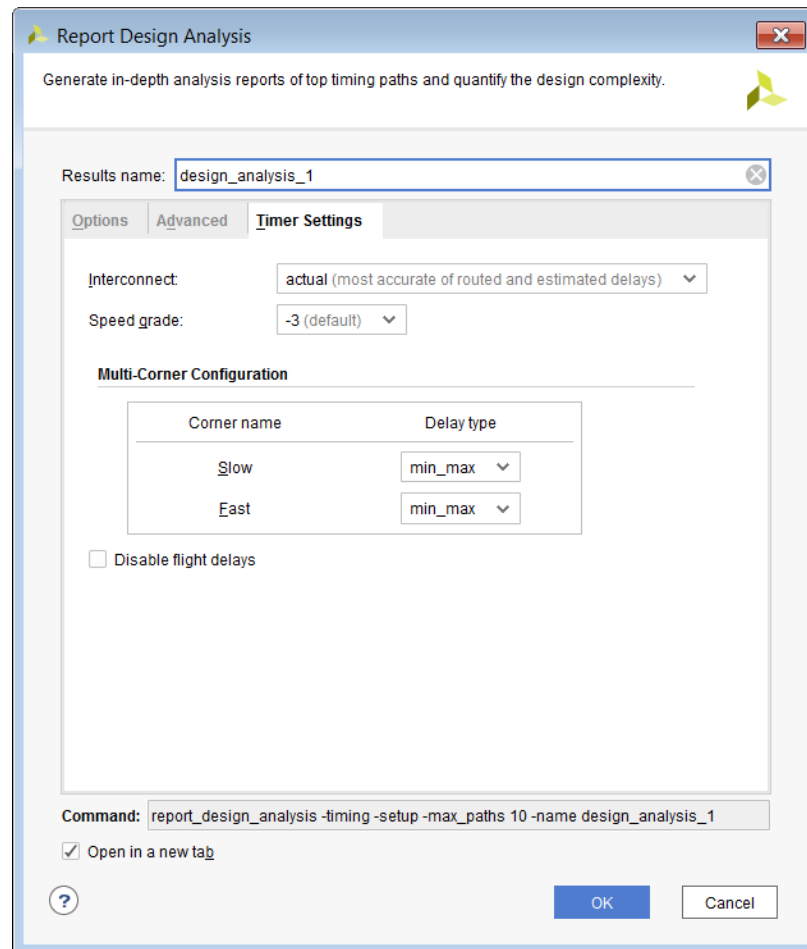 Report Design Analysis
Generate in-depth analysis reports of top timing paths and quantify the design complexity.
Results name: design_analysis_1
Options Advanced Timer Settings
Interconnect: actual (most accurate of routed and estimated delays)
Speed grade: -3 (default)
Multi-Corner Configuration
Corner name Delay type
Slow min_max
Fast min_max
Disable flight delays
Command: report_design_analysis -timing -setup -max_paths 10 -name design_analysis_1
Open in a new tab
? OK Cancel